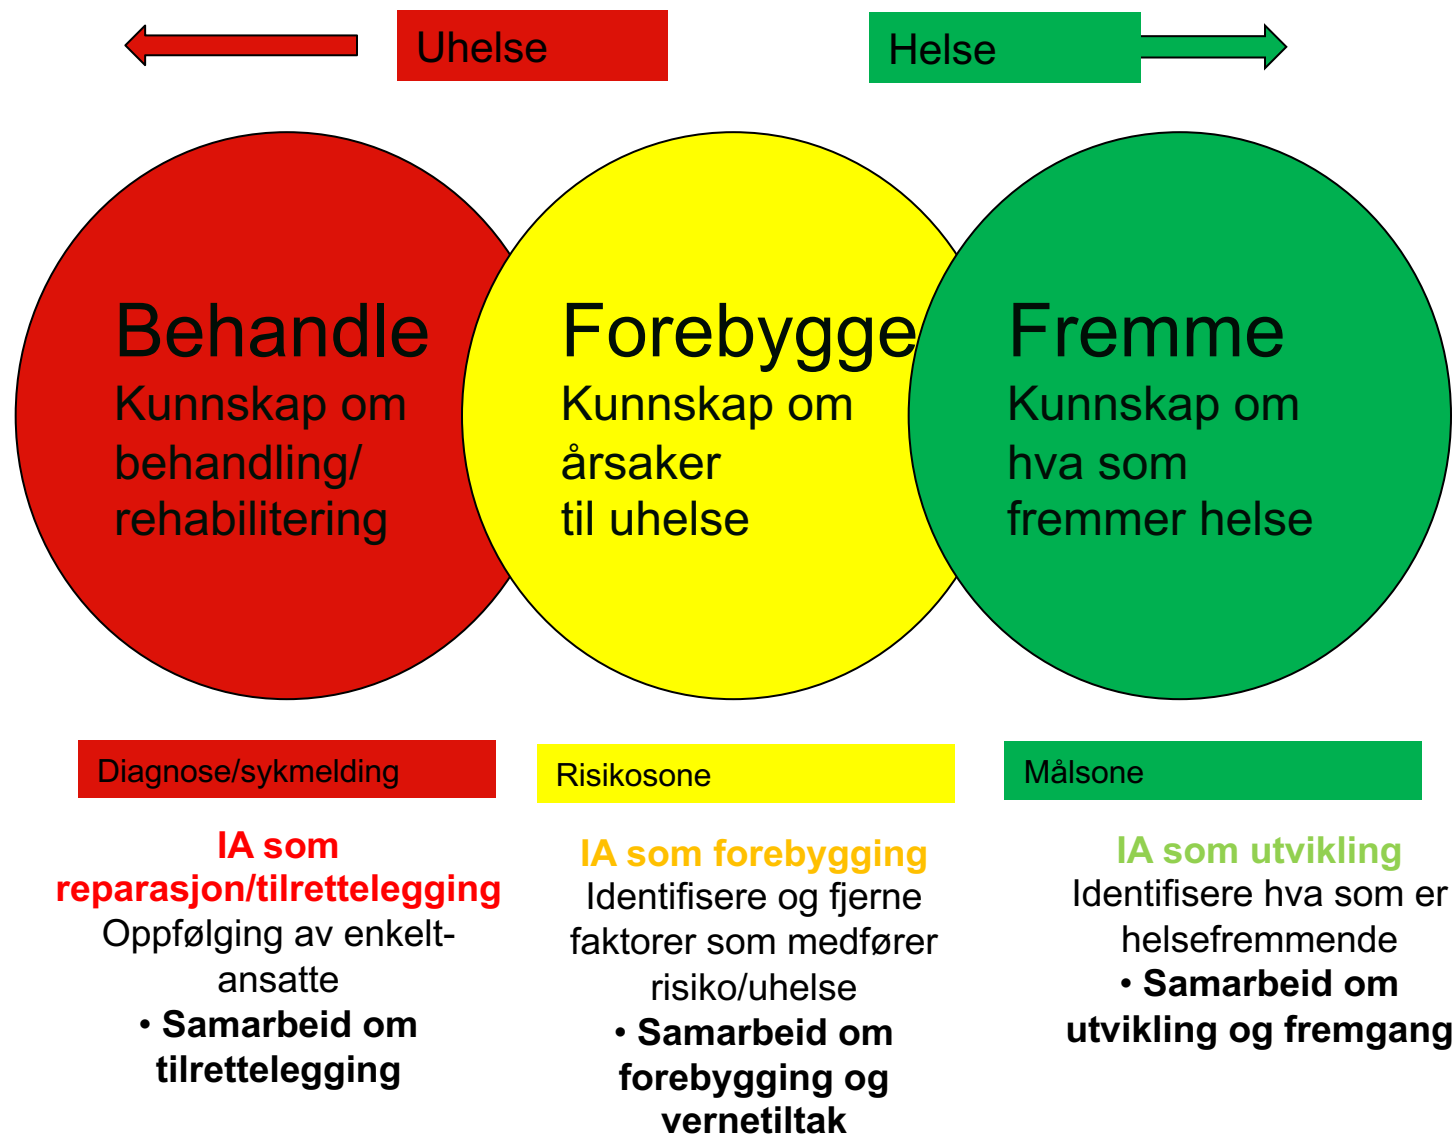 Uhelse
Helse
Behandle
Kunnskap om
behandling/
rehabilitering
Forebygge
Kunnskap om
årsaker
til uhelse
Fremme
Kunnskap om
hva som
fremmer helse
Diagnose/sykmelding
IA som
reparasjon/tilrettelegging
Oppfølging av enkelt-
ansatte
• Samarbeid om
tilrettelegging
Risikosone
IA som forebygging
Identifisere og fjerne
faktorer som medfører
risiko/uhelse
• Samarbeid om
forebygging og
vernetiltak
Målsone
IA som utvikling
Identifisere hva som er
helsefremmende
• Samarbeid om
utvikling og fremgang